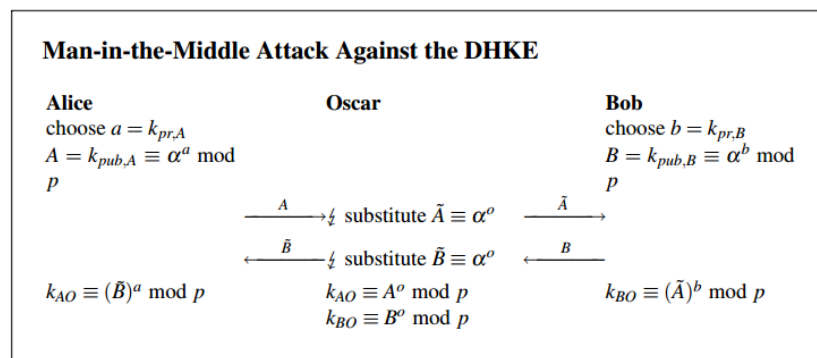 Man-in-the-Middle Attack Against the DHKE
Alice Oscar Bob
choose a = k_{pr,A} choose b = k_{pr,B}
A = k_{pub,A} ≡ α^a mod B = k_{pub,B} ≡ α^b mod
p p
A ↯ substitute Ã ≡ α^o Ã
B̃ ↯ substitute B̃ ≡ α^o B
k_{AO} ≡ (B̃)^a mod p k_{AO} ≡ A^o mod p k_{BO} ≡ (Ã)^b mod p
k_{BO} ≡ B^o mod p